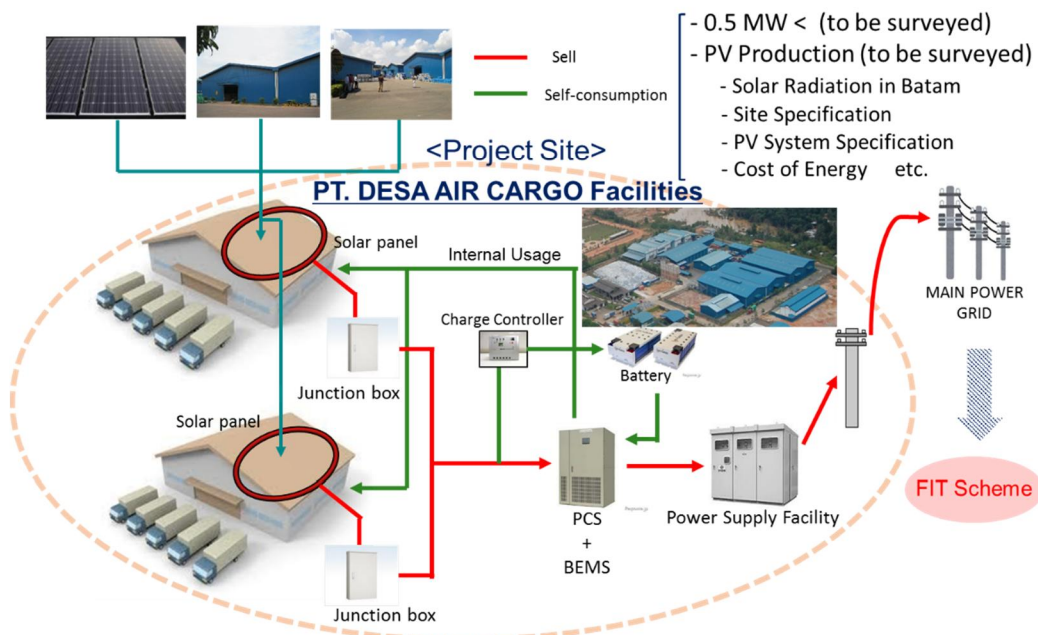 Sell
Self-consumption
- 0.5 MW < (to be surveyed)
- PV Production (to be surveyed)
- Solar Radiation in Batam
- Site Specification
- PV System Specification
- Cost of Energy etc.
<Project Site>
PT. DESA AIR CARGO Facilities
Solar panel
Internal Usage
Charge Controller
Battery
MAIN POWER
GRID
Junction box
Solar panel
PCS
+
BEMS
Power Supply Facility
FIT Scheme
Junction box